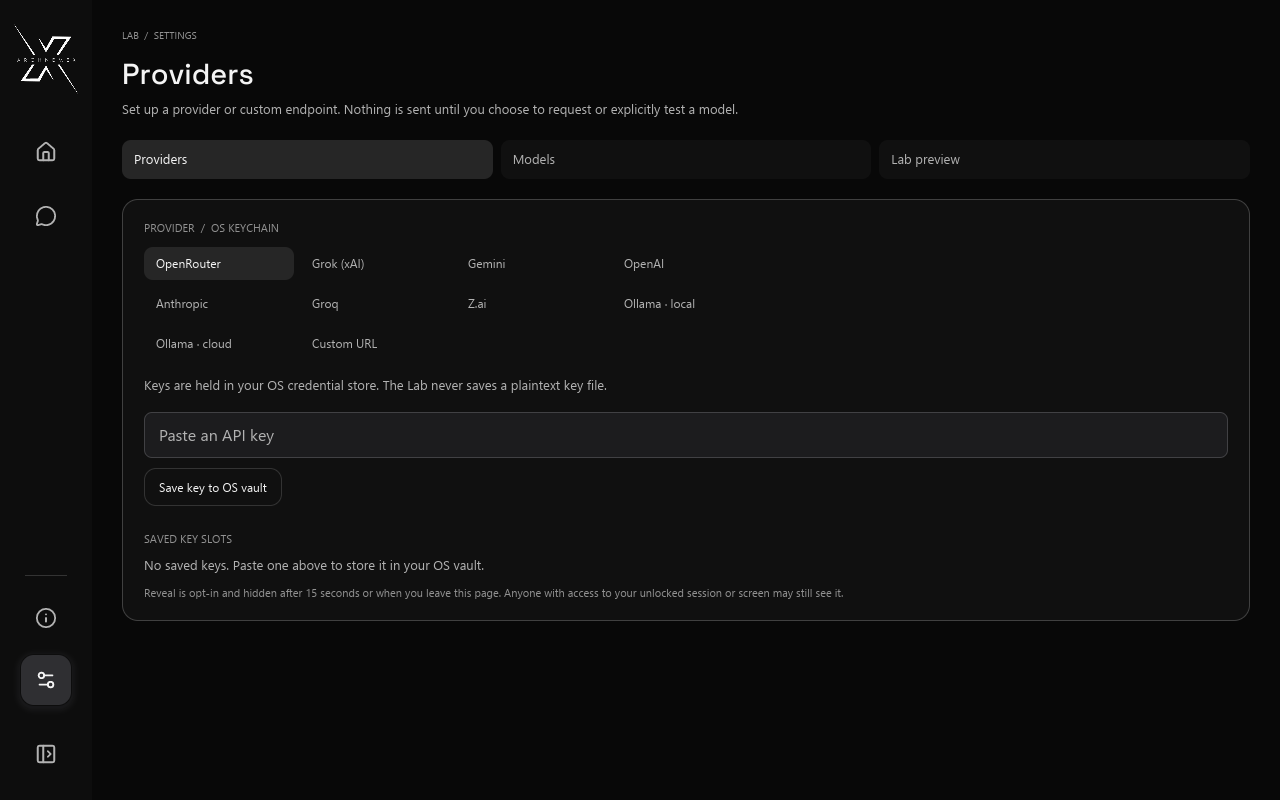 LAB / SETTINGS
Providers
Set up a provider or custom endpoint. Nothing is sent until you choose to request or explicitly test a model.
Providers
Models
Lab preview
PROVIDER / OS KEYCHAIN
OpenRouter
Grok (xAI)
Gemini
OpenAI
Anthropic
Groq
Z.ai
Ollama · local
Ollama · cloud
Custom URL
Keys are held in your OS credential store. The Lab never saves a plaintext key file.
Paste an API key
Save key to OS vault
SAVED KEY SLOTS
No saved keys. Paste one above to store it in your OS vault.
Reveal is opt-in and hidden after 15 seconds or when you leave this page. Anyone with access to your unlocked session or screen may still see it.